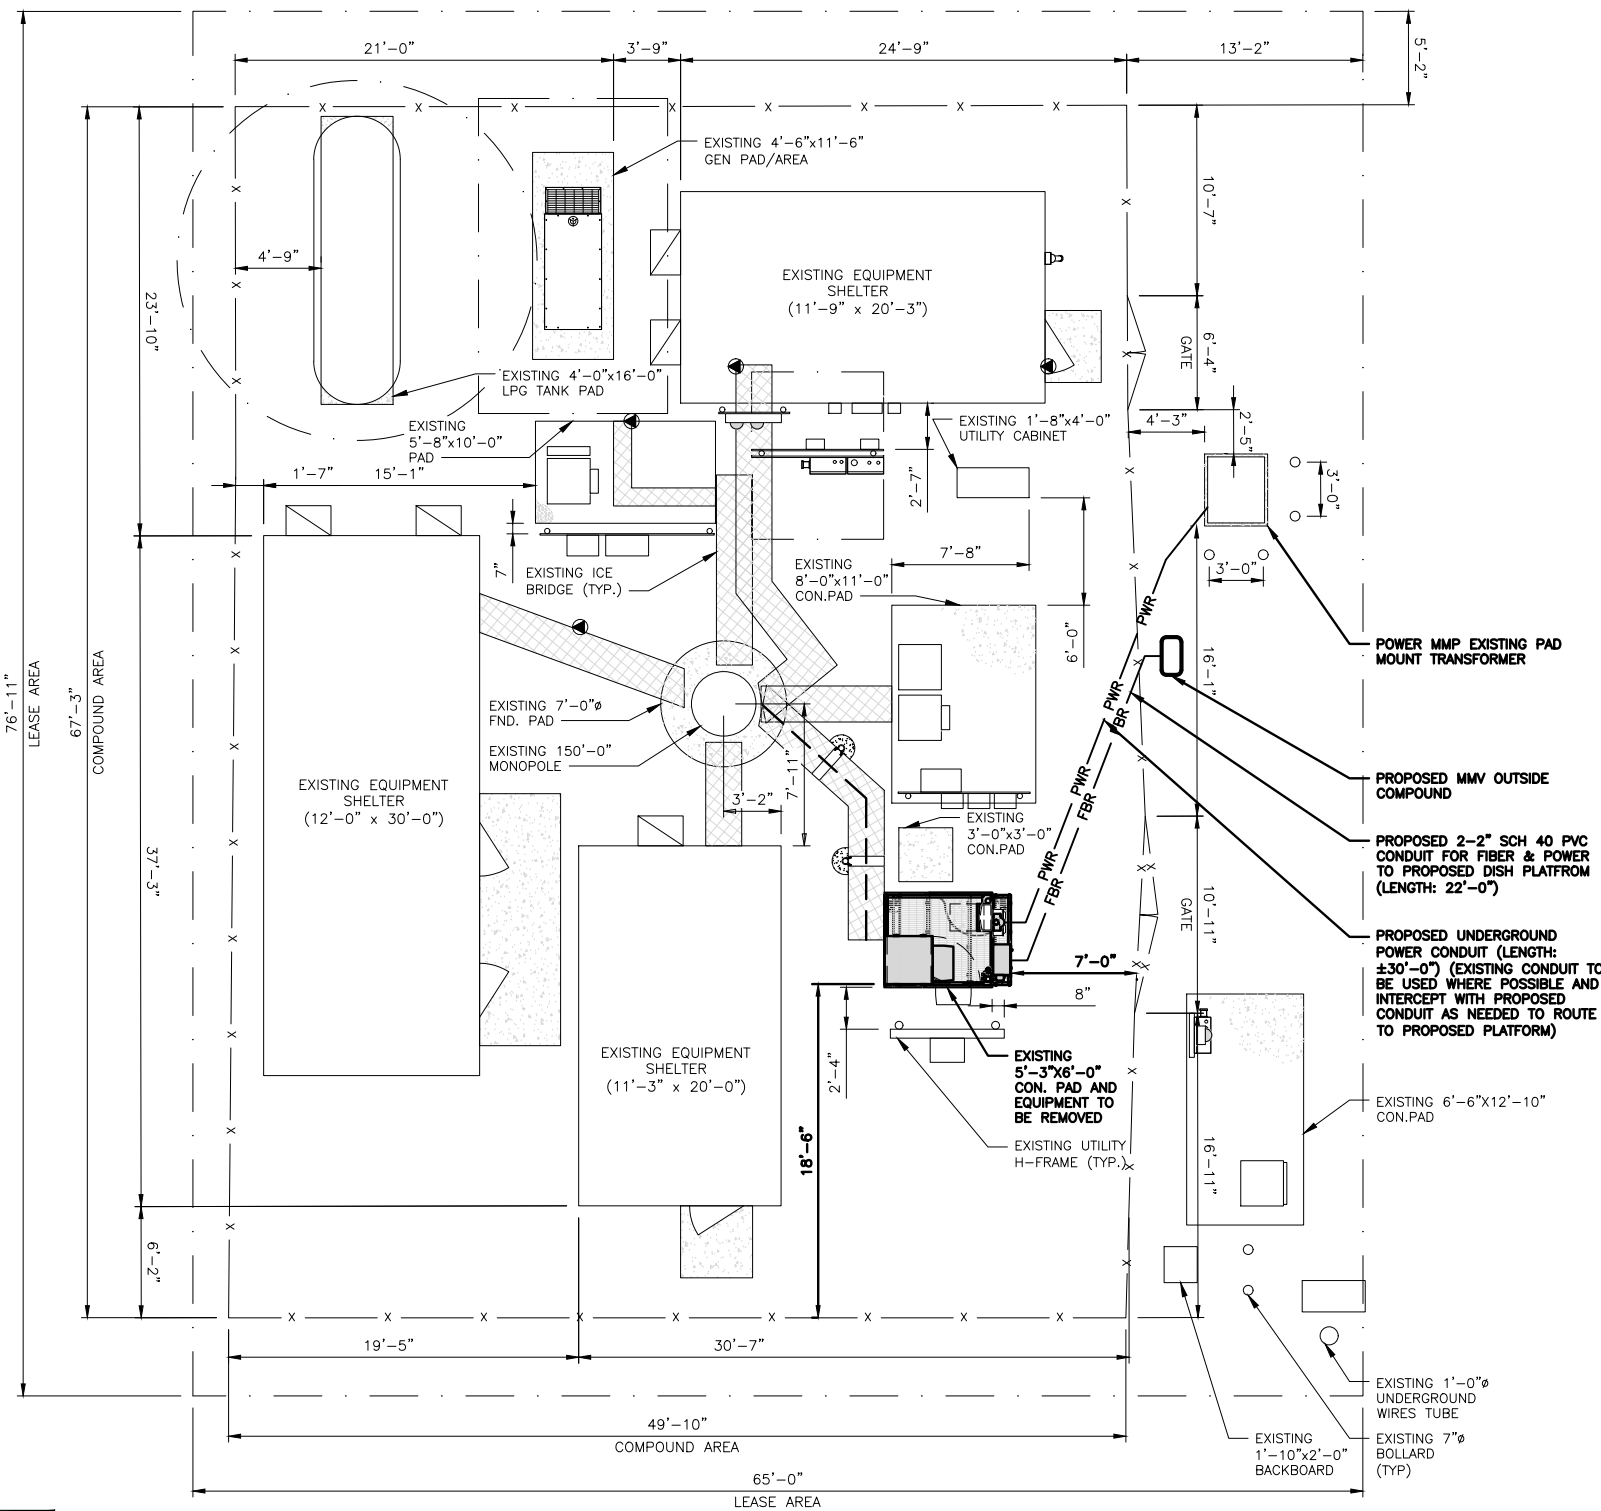 21'-0"
3'-9"
24'-9"
13'-2"
5'-2"
EXISTING 4'-6"x11'-6"
GEN PAD/AREA
10'-7"
4'-9"
EXISTING EQUIPMENT
SHELTER
(11'-9" x 20'-3")
23'-10"
6'-4"
GATE
EXISTING 4'-0"x16'-0"
LPG TANK PAD
EXISTING
5'-8"x10'-0"
PAD
EXISTING 1'-8"x4'-0"
UTILITY CABINET
4'-3"
2'-5"
1'-7"
15'-1"
2'-7"
3'-0"
7"
7'-8"
EXISTING ICE
BRIDGE (TYP.)
EXISTING
8'-0"x11'-0"
CON.PAD
3'-0"
PWR
6'-0"
POWER MMP EXISTING PAD
MOUNT TRANSFORMER
76'-11"
LEASE AREA
67'-3"
COMPOUND AREA
16'-1"
EXISTING 7'-0"ø
FND. PAD
PWR
FBR
EXISTING 150'-0"
MONOPOLE
7'-11"
PWR
FBR
PROPOSED MMV OUTSIDE
COMPOUND
EXISTING EQUIPMENT
SHELTER
(12'-0" x 30'-0")
3'-2"
EXISTING
3'-0"x3'-0"
CON.PAD
PROPOSED 2-2" SCH 40 PVC
CONDUIT FOR FIBER & POWER
TO PROPOSED DISH PLATFROM
(LENGTH: 22'-0")
37'-3"
PWR
FBR
10'-11"
GATE
PROPOSED UNDERGROUND
POWER CONDUIT (LENGTH:
±30'-0") (EXISTING CONDUIT TO
BE USED WHERE POSSIBLE AND
INTERCEPT WITH PROPOSED
CONDUIT AS NEEDED TO ROUTE
TO PROPOSED PLATFORM)
7'-0"
8"
EXISTING EQUIPMENT
SHELTER
(11'-3" x 20'-0")
2'-4"
EXISTING
5'-3"X6'-0"
CON. PAD AND
EQUIPMENT TO
BE REMOVED
EXISTING 6'-6"X12'-10"
CON.PAD
18'-6"
EXISTING UTILITY
H-FRAME (TYP.)
16'-11"
6'-2"
19'-5"
30'-7"
EXISTING 1'-0"ø
UNDERGROUND
WIRES TUBE
49'-10"
COMPOUND AREA
EXISTING
1'-10"x2'-0"
BACKBOARD
EXISTING 7"ø
BOLLARD
(TYP)
65'-0"
LEASE AREA